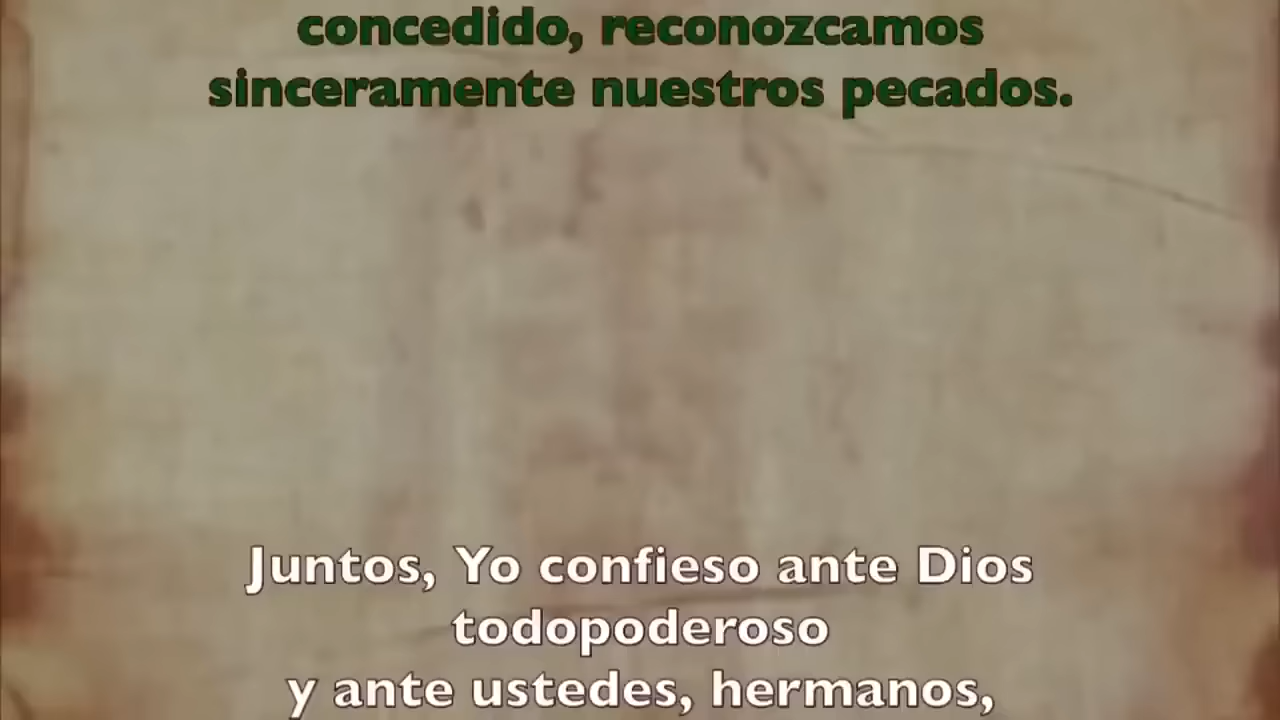 concedido, reconozcamos
sinceramente nuestros pecados.
Juntos, Yo confieso ante Dios
todopoderoso
y ante ustedes, hermanos,